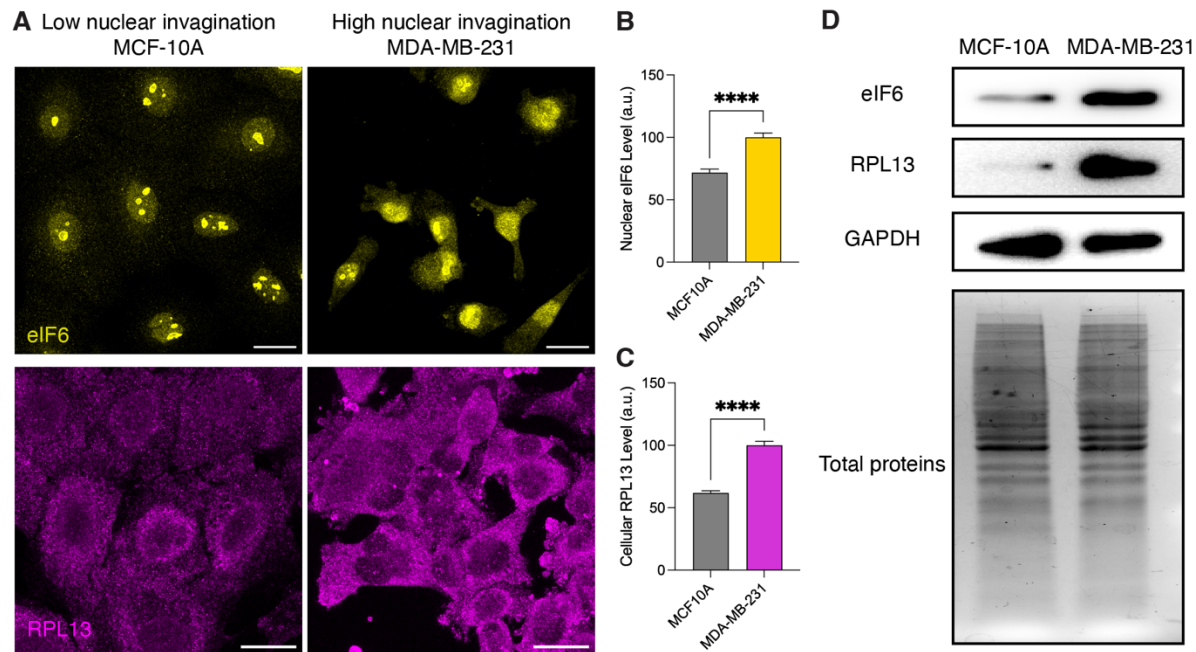 A
Low nuclear invagination
MCF-10A
High nuclear invagination
MDA-MB-231
eIF6
RPL13
B
Nuclear eIF6 Level (a.u.)
150
100
50
0
****
MCF10A
MDA-MB-231
C
Cellular RPL13 Level (a.u.)
150
100
50
0
****
MCF10A
MDA-MB-231
D
MCF-10A MDA-MB-231
eIF6
RPL13
GAPDH
Total proteins